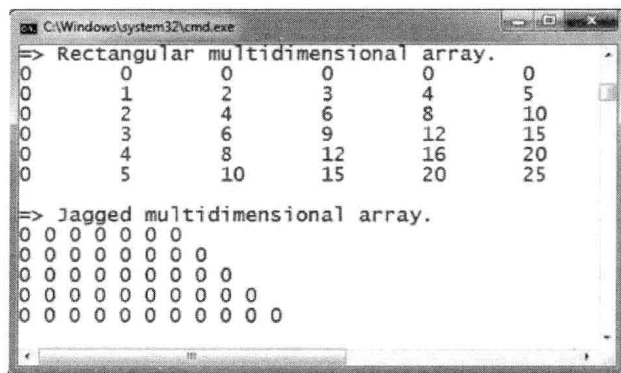 C:\Windows\system32\cmd.exe
=> Rectangular multidimensional array.
0 0 0 0 0 0
0 1 2 3 4 5
0 2 4 6 8 10
0 3 6 9 12 15
0 4 8 12 16 20
0 5 10 15 20 25
=> Jagged multidimensional array.
0 0 0 0 0 0 0
0 0 0 0 0 0 0 0
0 0 0 0 0 0 0 0 0
0 0 0 0 0 0 0 0 0 0
0 0 0 0 0 0 0 0 0 0 0